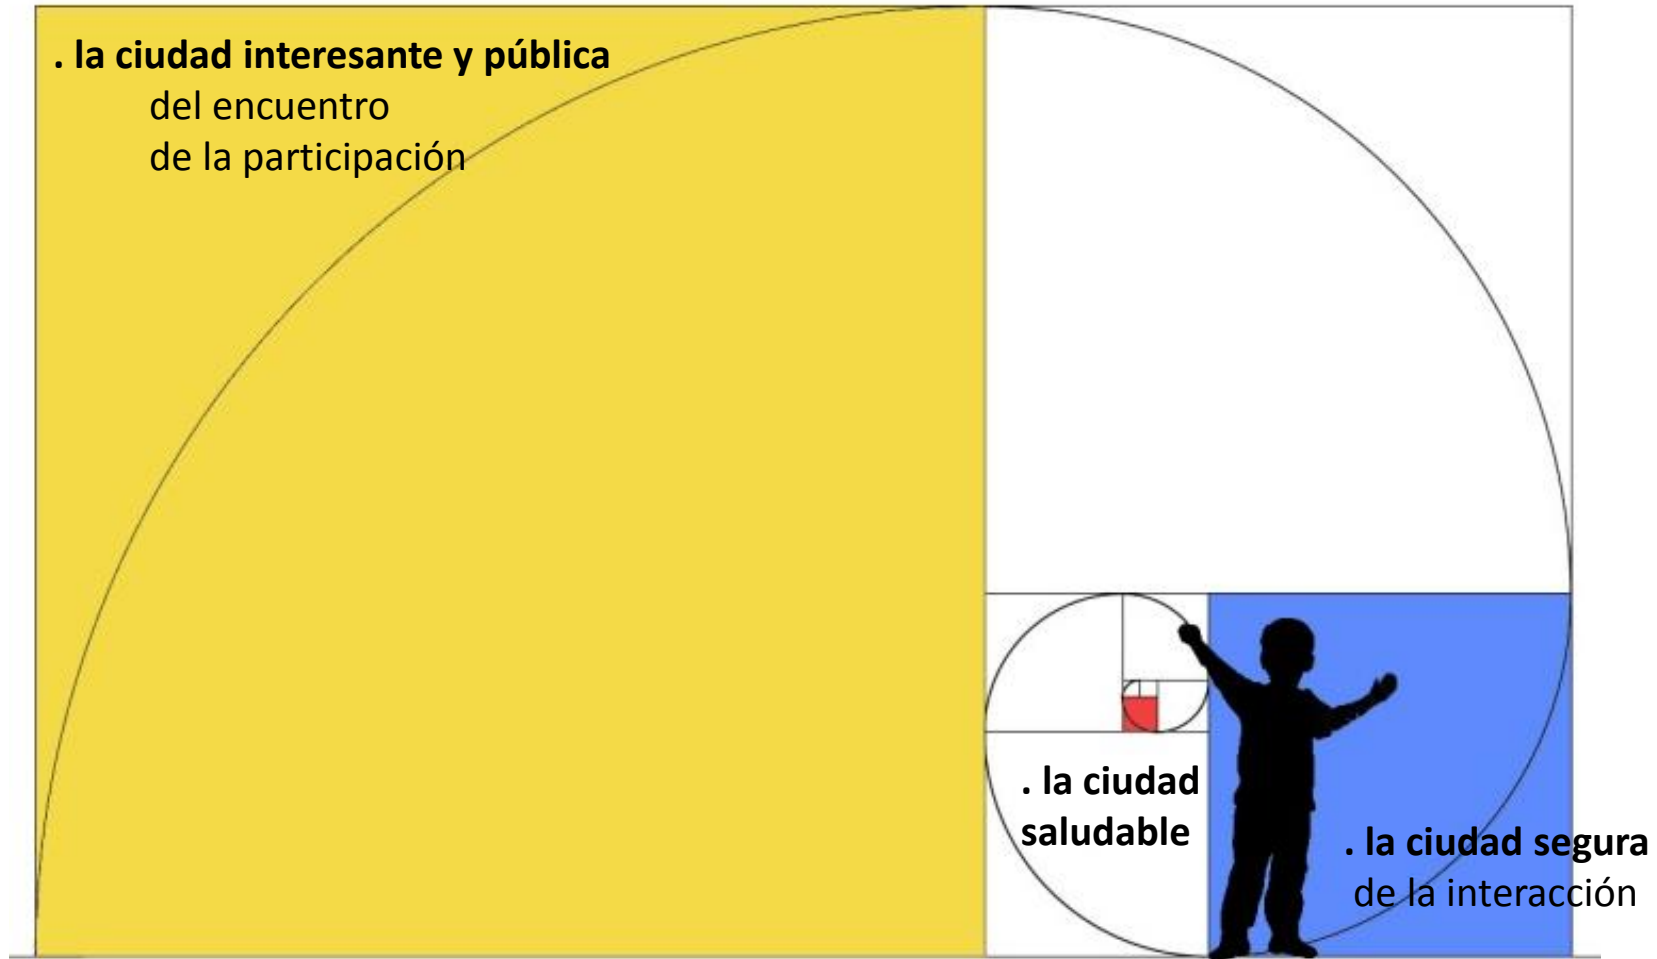 . la ciudad interesante y pública
del encuentro
de la participación
. la ciudad
saludable
. la ciudad segura
de la interacción